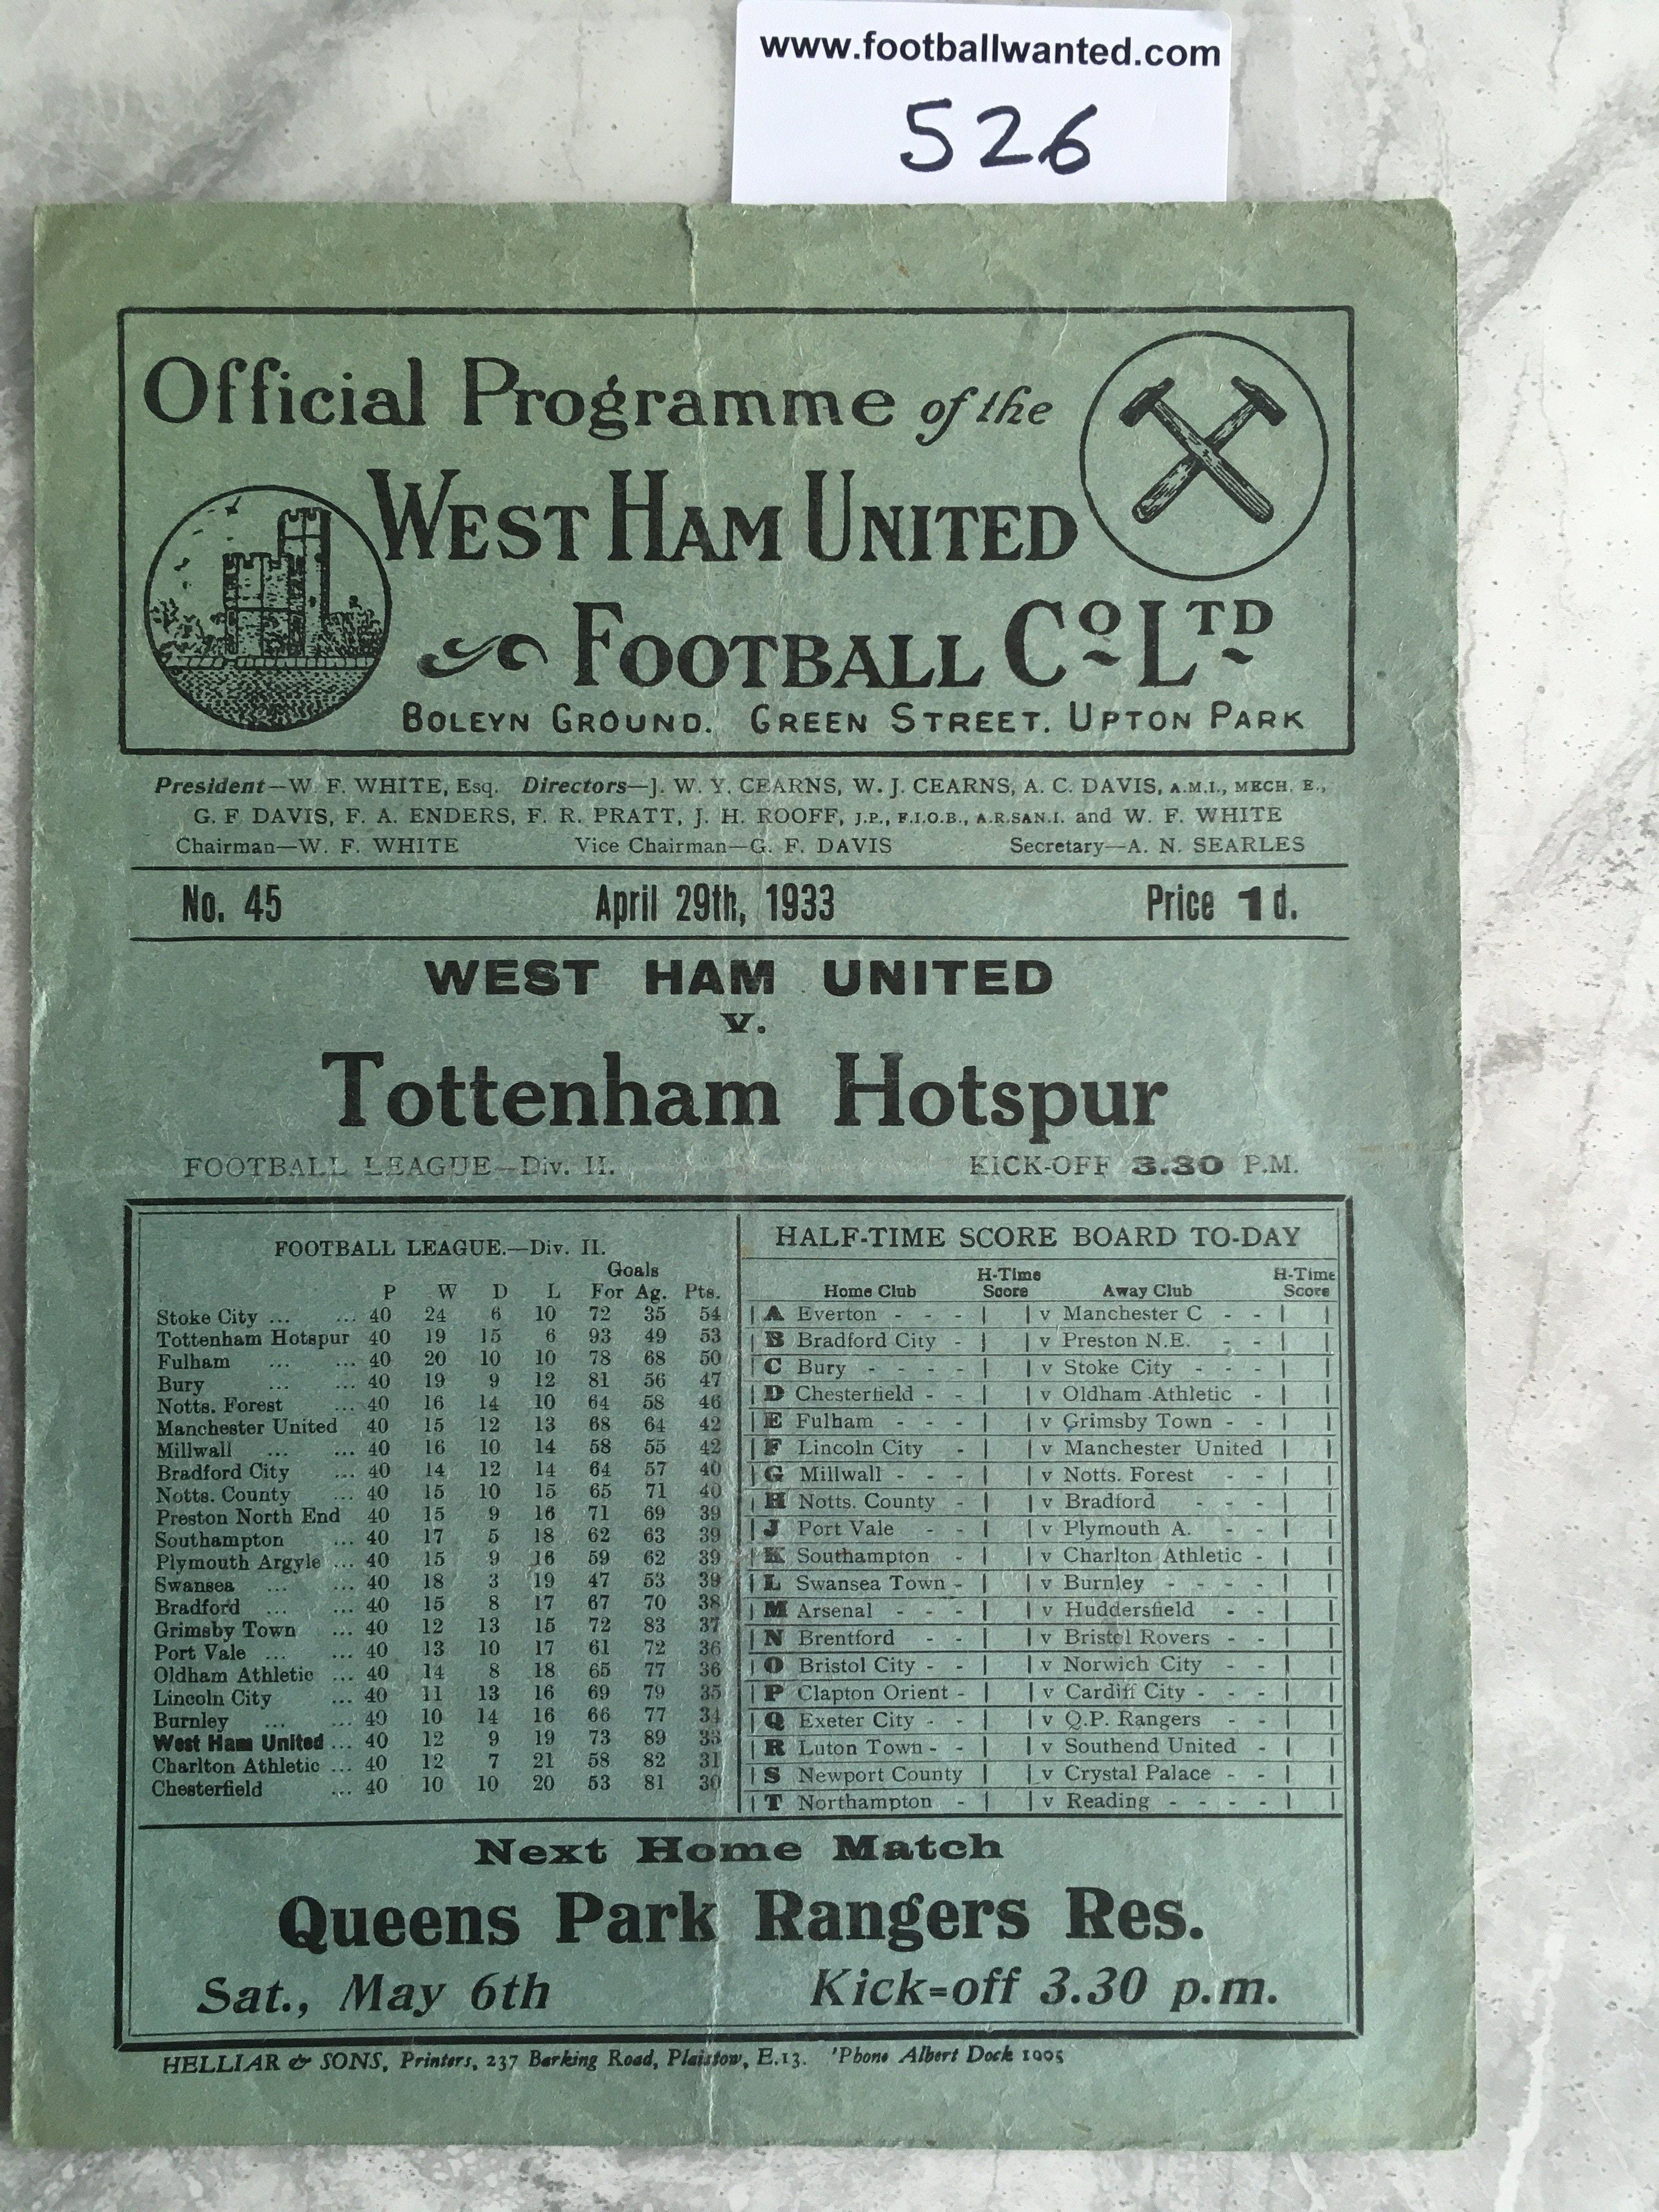 www.footballwanted.com
526
Official Programme of the
WEST HAM UNITED
FOOTBALL CO LTD
BOLEYN GROUND. GREEN STREET. UPTON PARK
President—W. F. WHITE, Esq. Directors—J. W. Y. CEARNS, W. J. CEARNS, A. C. DAVIS, A.M.I., MECH. E.,
G. F DAVIS, F. A. ENDERS, F. R. PRATT, J. H. ROOFF, J.P., F.I.O.B., A.R.SAN.I. and W. F. WHITE
Chairman—W. F. WHITE Vice Chairman—G. F. DAVIS Secretary—A. N. SEARLES
No. 45 April 29th, 1933 Price 1d.
WEST HAM UNITED
v.
Tottenham Hotspur
FOOTBALL LEAGUE—Div. II. KICK-OFF 3.30 P.M.
FOOTBALL LEAGUE.—Div. II.
Goals
P W D L For Ag. Pts.
Stoke City ... ... 40 24 6 10 72 35 54
Tottenham Hotspur 40 19 15 6 93 49 53
Fulham ... ... 40 20 10 10 78 68 50
Bury ... ... 40 19 9 12 81 56 47
Notts. Forest ... 40 16 14 10 64 58 46
Manchester United 40 15 12 13 68 64 42
Millwall ... ... 40 16 10 14 58 55 42
Bradford City ... 40 14 12 14 64 57 40
Notts. County ... 40 15 10 15 65 71 40
Preston North End 40 15 9 16 71 69 39
Southampton ... 40 17 5 18 62 63 39
Plymouth Argyle ... 40 15 9 16 59 62 39
Swansea ... ... 40 18 3 19 47 53 39
Bradford ... ... 40 15 8 17 67 70 38
Grimsby Town ... 40 12 13 15 72 83 37
Port Vale ... ... 40 13 10 17 61 72 36
Oldham Athletic ... 40 14 8 18 65 77 36
Lincoln City ... 40 11 13 16 69 79 35
Burnley ... ... 40 10 14 16 66 77 34
West Ham United ... 40 12 9 19 73 89 33
Charlton Athletic ... 40 12 7 21 58 82 31
Chesterfield ... 40 10 10 20 53 81 30
HALF-TIME SCORE BOARD TO-DAY
Home Club H-Time Score Away Club H-Time Score
A Everton - - - v Manchester C - -
B Bradford City - v Preston N.E. - -
C Bury - - - - v Stoke City - - -
D Chesterfield - - v Oldham Athletic -
E Fulham - - - v Grimsby Town - -
F Lincoln City - v Manchester United
G Millwall - - - v Notts. Forest - -
H Notts. County - v Bradford - - -
J Port Vale - - v Plymouth A. - -
K Southampton - v Charlton Athletic -
L Swansea Town - v Burnley - - - -
M Arsenal - - - v Huddersfield - -
N Brentford - - v Bristol Rovers - -
O Bristol City - - v Norwich City - -
P Clapton Orient - v Cardiff City - - -
Q Exeter City - - v Q.P. Rangers - -
R Luton Town - - v Southend United -
S Newport County v Crystal Palace - -
T Northampton - v Reading - - - -
Next Home Match
Queens Park Rangers Res.
Sat., May 6th Kick=off 3.30 p.m.
HELLIAR & SONS, Printers, 237 Barking Road, Plaistow, E.13. 'Phone Albert Dock 1905